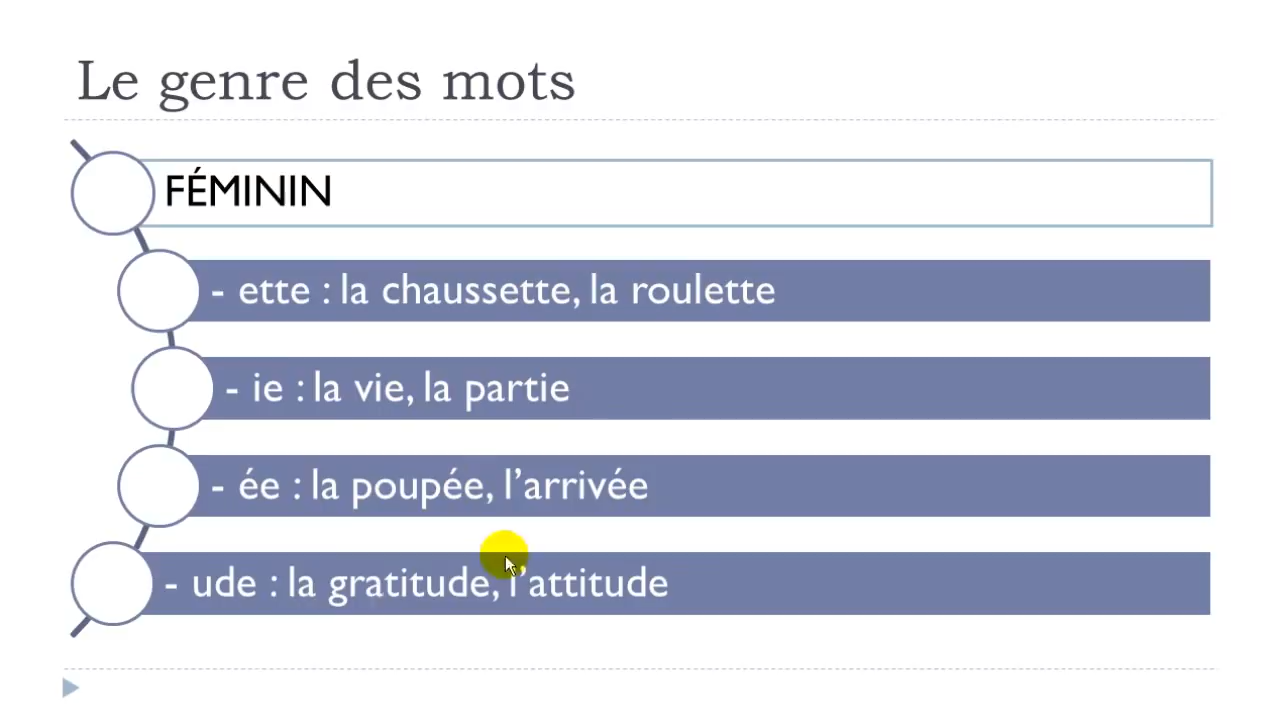 Le genre des mots
FÉMININ
- ette : la chaussette, la roulette
- ie : la vie, la partie
- ée : la poupée, l’arrivée
- ude : la gratitude, l’attitude